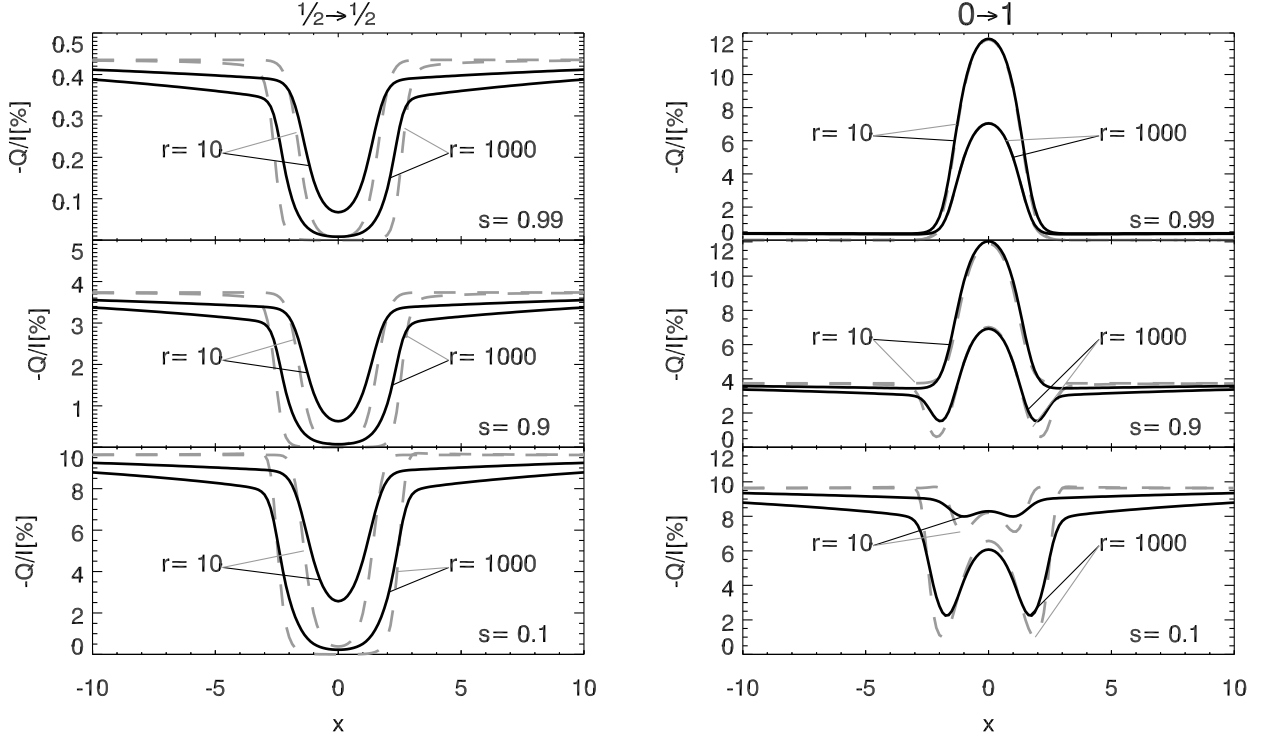 ½→½
0→1
0.5
0.4
0.3
0.2
0.1
-Q/I[%]
r= 10
r= 1000
s= 0.99
12
10
8
6
4
2
0
-Q/I[%]
r= 10
r= 1000
s= 0.99
5
4
3
2
1
-Q/I[%]
r= 10
r= 1000
s= 0.9
12
10
8
6
4
2
0
-Q/I[%]
r= 10
r= 1000
s= 0.9
10
8
6
4
2
0
-Q/I[%]
r= 10
r= 1000
s= 0.1
12
10
8
6
4
2
0
-Q/I[%]
r= 10
r= 1000
s= 0.1
-10 -5 0 5 10
x
-10 -5 0 5 10
x